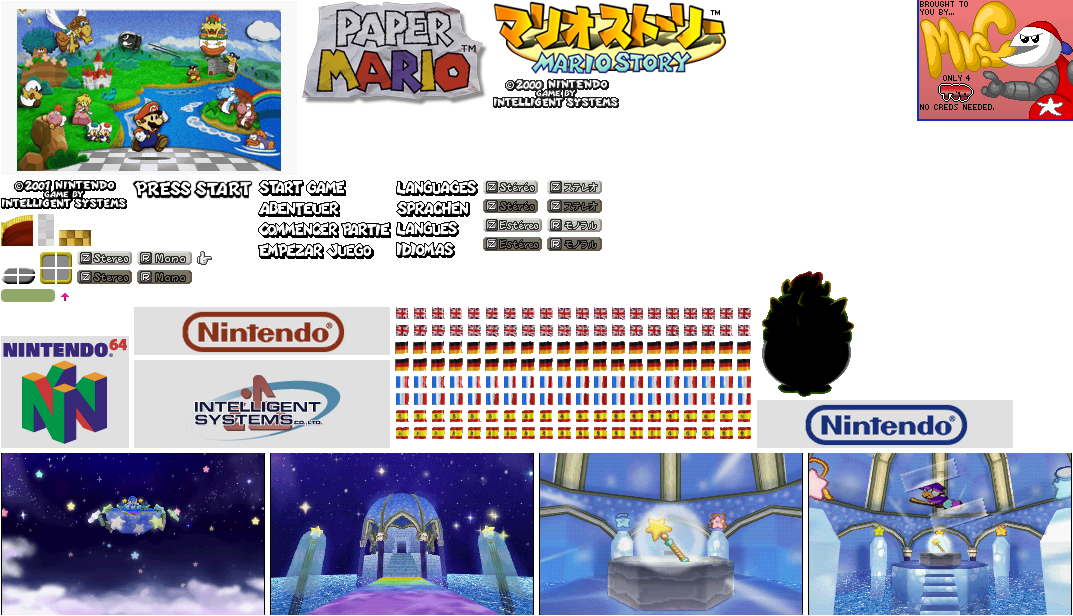 PAPER
MARIO™
マリオストーリー™
MARIO STORY
©2000 NINTENDO
GAME BY
INTELLIGENT SYSTEMS
BROUGHT TO
YOU BY...
Mr. C
ONLY 4
NO CREDS NEEDED.
©2001 NINTENDO
GAME BY
INTELLIGENT SYSTEMS
PRESS START
START GAME
ABENTEUER
COMMENCER PARTIE
EMPEZAR JUEGO
LANGUAGES
SPRACHEN
LANGUES
IDIOMAS
Z Stéréo
R ステレオ
Z Stéréo
R ステレオ
Z Estéreo
R モノラル
Z Estéreo
R モノラル
Z Stereo
R Mono
Z Stereo
R Mono
NINTENDO 64
Nintendo®
INTELLIGENT
SYSTEMS CO., LTD.
Nintendo®